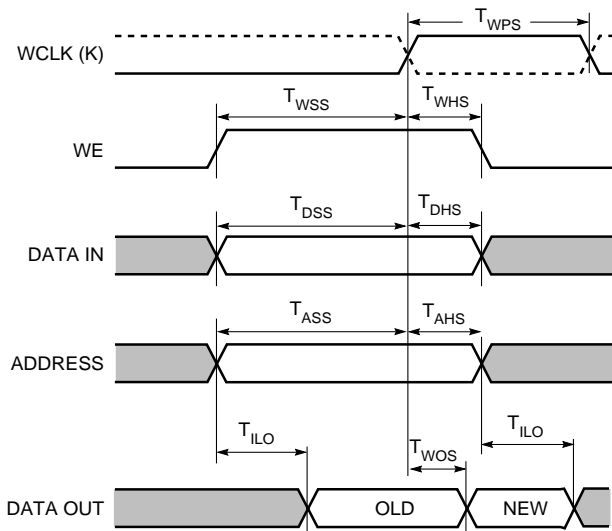 T_WPS
WCLK (K)
T_WSS T_WHS
WE
T_DSS T_DHS
DATA IN
T_ASS T_AHS
ADDRESS
T_ILO T_WOS T_ILO
DATA OUT OLD NEW